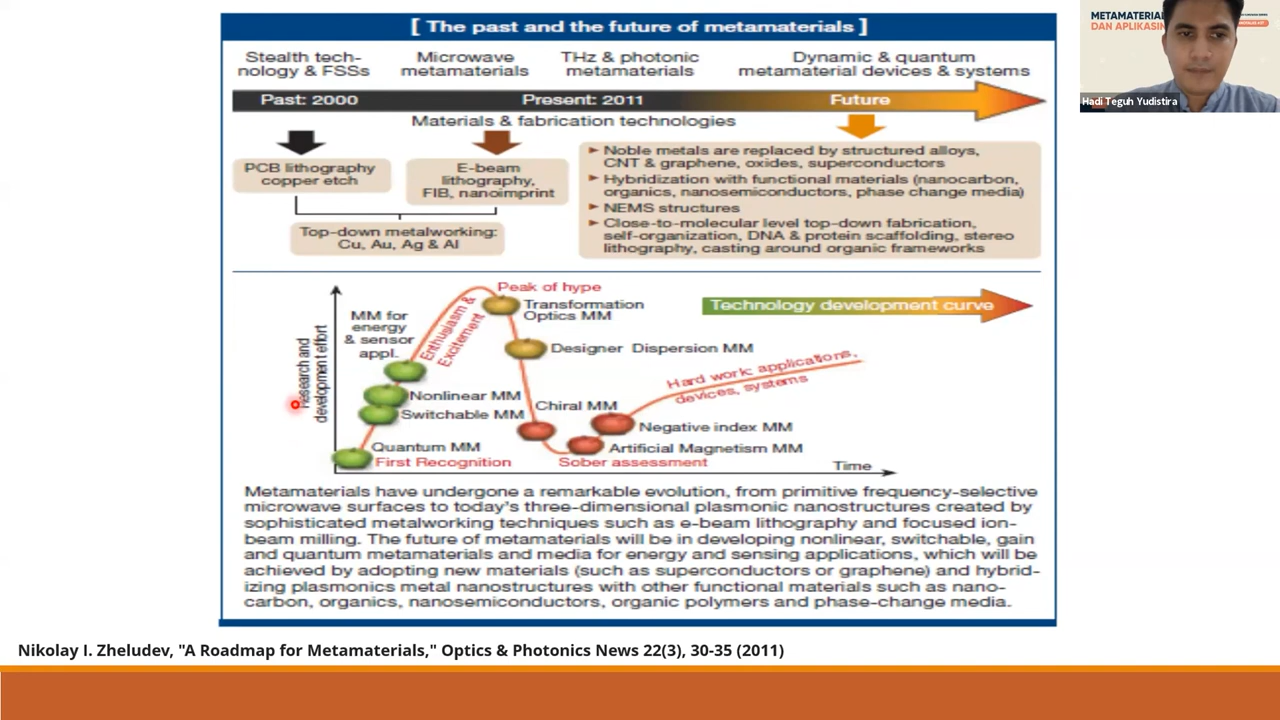 [ The past and the future of metamaterials ]
Stealth tech-
nology & FSSs
Microwave
metamaterials
THz & photonic
metamaterials
Dynamic & quantum
metamaterial devices & systems
Past: 2000
Present: 2011
Future
Materials & fabrication technologies
PCB lithography
copper etch
E-beam
lithography,
FIB, nanoimprint
Top-down metalworking:
Cu, Au, Ag & Al
Noble metals are replaced by structured alloys,
CNT & graphene, oxides, superconductors
Hybridization with functional materials (nanocarbon,
organics, nanosemiconductors, phase change media)
NEMS structures
Close-to-molecular level top-down fabrication,
self-organization, DNA & protein scaffolding, stereo
lithography, casting around organic frameworks
Research and
development effort
MM for
energy
& sensor
appl.
Enthusiasm &
Excitement
Peak of hype
Transformation
Optics MM
Technology development curve
Designer Dispersion MM
Hard work: applications,
devices, systems
Nonlinear MM
Switchable MM
Chiral MM
Negative index MM
Quantum MM
Artificial Magnetism MM
First Recognition
Sober assessment
Time
Metamaterials have undergone a remarkable evolution, from primitive frequency-selective
microwave surfaces to today's three-dimensional plasmonic nanostructures created by
sophisticated metalworking techniques such as e-beam lithography and focused ion-
beam milling. The future of metamaterials will be in developing nonlinear, switchable, gain
and quantum metamaterials and media for energy and sensing applications, which will be
achieved by adopting new materials (such as superconductors or graphene) and hybrid-
izing plasmonics metal nanostructures with other functional materials such as nano-
carbon, organics, nanosemiconductors, organic polymers and phase-change media.
Nikolay I. Zheludev, "A Roadmap for Metamaterials," Optics & Photonics News 22(3), 30-35 (2011)
METAMATERIAL
DAN APLIKASIN
Hadi Teguh Yudistira